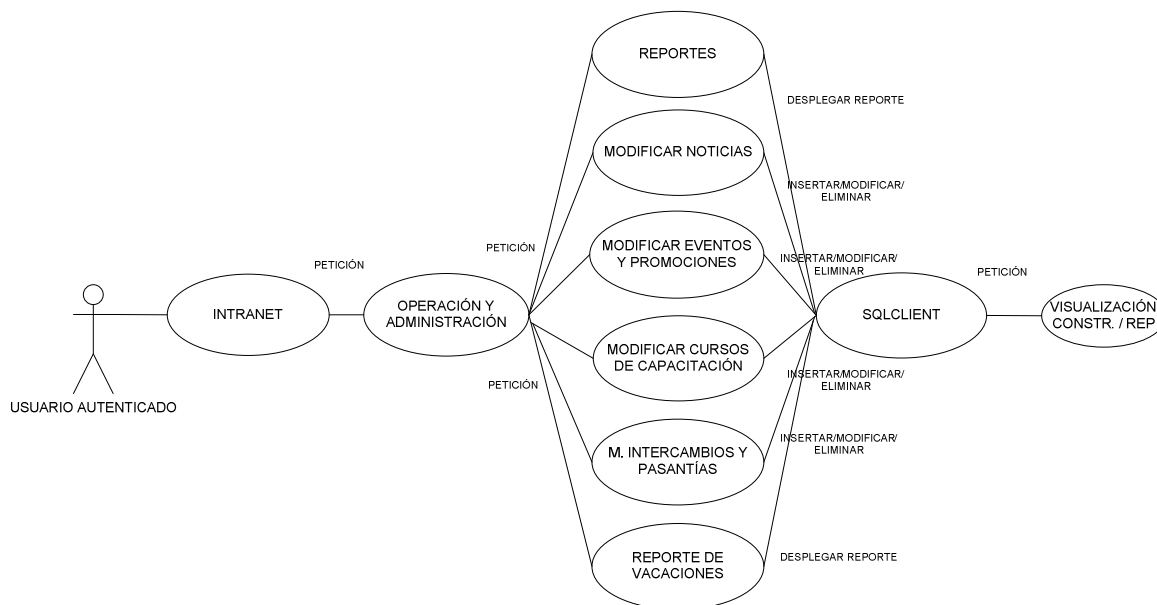 REPORTES
DESPLEGAR REPORTE
MODIFICAR NOTICIAS
INSERTAR/MODIFICAR/
ELIMINAR
PETICIÓN
MODIFICAR EVENTOS
Y PROMOCIONES
INSERTAR/MODIFICAR/
ELIMINAR
PETICIÓN
PETICIÓN
INTRANET
OPERACIÓN Y
ADMINISTRACIÓN
SQLCLIENT
VISUALIZACIÓN
CONSTR. / REP
MODIFICAR CURSOS
DE CAPACITACIÓN
INSERTAR/MODIFICAR/
ELIMINAR
PETICIÓN
USUARIO AUTENTICADO
M. INTERCAMBIOS Y
PASANTÍAS
INSERTAR/MODIFICAR/
ELIMINAR
REPORTE DE
VACACIONES
DESPLEGAR REPORTE